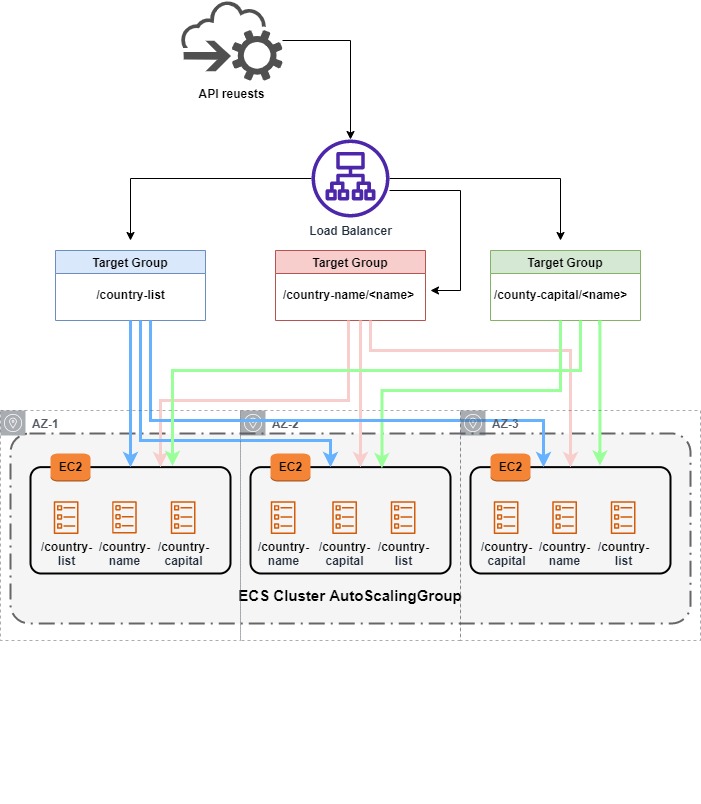 API reuests
Load Balancer
Target Group
/country-list
Target Group
/country-name/<name>
Target Group
/county-capital/<name>
AZ-1
AZ-2
AZ-3
EC2
EC2
EC2
/country-
list
/country-
name
/country-
capital
/country-
name
/country-
capital
/country-
list
/country-
capital
/country-
name
/country-
list
ECS Cluster AutoScalingGroup